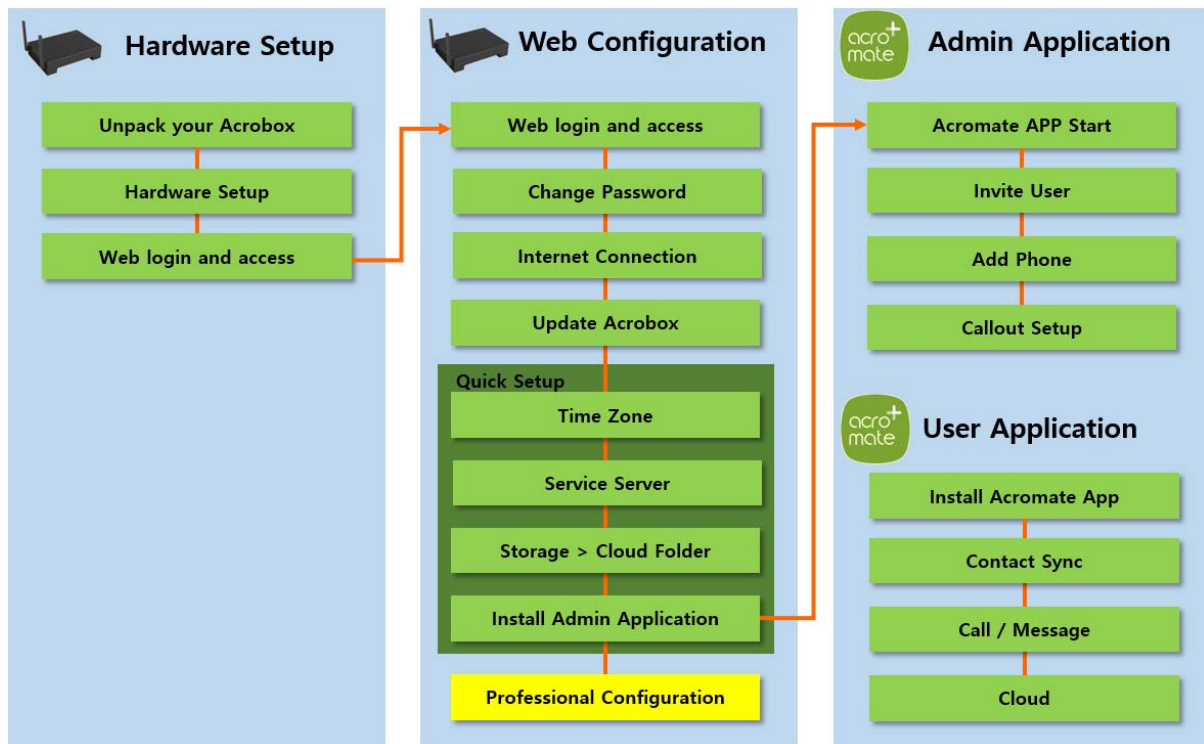 Hardware Setup
Unpack your Acrobox
Hardware Setup
Web login and access
Web Configuration
Web login and access
Change Password
Internet Connection
Update Acrobox
Quick Setup
Time Zone
Service Server
Storage > Cloud Folder
Install Admin Application
Professional Configuration
acro+
mate
Admin Application
Acromate APP Start
Invite User
Add Phone
Callout Setup
acro+
mate
User Application
Install Acromate App
Contact Sync
Call / Message
Cloud